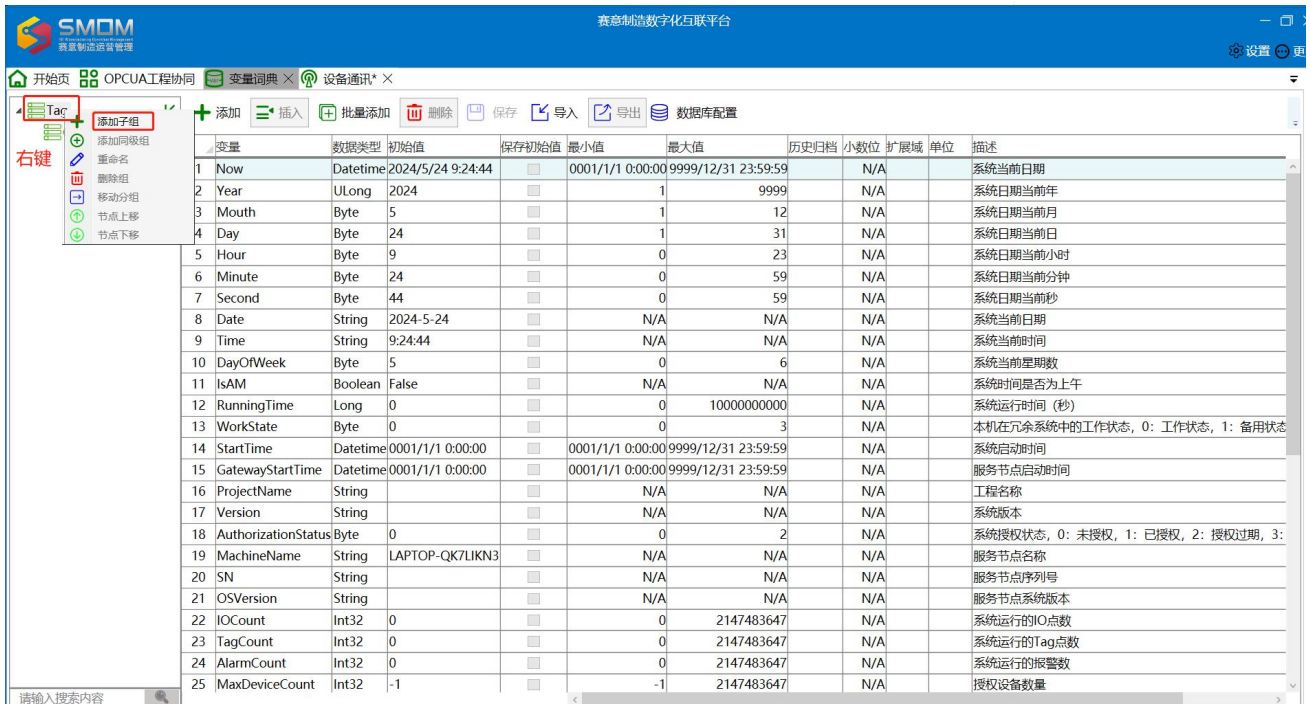 SMOM
赛意制造运营管理
赛意制造数字化互联平台
设置 更
开始页 OPCUA工程协同 变量词典 设备通讯*
Tag
右键
添加子组
添加同级组
重命名
删除组
移动分组
节点上移
节点下移
添加 插入 批量添加 删除 保存 导入 导出 数据库配置
变量 数据类型 初始值 保存初始值 最小值 最大值 历史归档 小数位 扩展域 单位 描述
1 Now Datetime 2024/5/24 9:24:44 0001/1/1 0:00:00 9999/12/31 23:59:59 N/A 系统当前日期
2 Year ULong 2024 1 9999 N/A 系统日期当前年
3 Mouth Byte 5 1 12 N/A 系统日期当前月
4 Day Byte 24 1 31 N/A 系统日期当前日
5 Hour Byte 9 0 23 N/A 系统日期当前小时
6 Minute Byte 24 0 59 N/A 系统日期当前分钟
7 Second Byte 44 0 59 N/A 系统日期当前秒
8 Date String 2024-5-24 N/A N/A N/A 系统当前日期
9 Time String 9:24:44 N/A N/A N/A 系统当前时间
10 DayOfWeek Byte 5 0 6 N/A 系统当前星期数
11 IsAM Boolean False N/A N/A N/A 系统时间是否为上午
12 RunningTime Long 0 0 10000000000 N/A 系统运行时间（秒）
13 WorkState Byte 0 0 3 N/A 本机在冗余系统中的工作状态，0：工作状态，1：备用状态
14 StartTime Datetime 0001/1/1 0:00:00 0001/1/1 0:00:00 9999/12/31 23:59:59 N/A 系统启动时间
15 GatewayStartTime Datetime 0001/1/1 0:00:00 0001/1/1 0:00:00 9999/12/31 23:59:59 N/A 服务节点启动时间
16 ProjectName String N/A N/A N/A 工程名称
17 Version String N/A N/A N/A 系统版本
18 AuthorizationStatus Byte 0 0 2 N/A 系统授权状态，0：未授权，1：已授权，2：授权过期，3：
19 MachineName String LAPTOP-QK7LIKN3 N/A N/A N/A 服务节点名称
20 SN String N/A N/A N/A 服务节点序列号
21 OSVersion String N/A N/A N/A 服务节点系统版本
22 IOCount Int32 0 0 2147483647 N/A 系统运行的IO点数
23 TagCount Int32 0 0 2147483647 N/A 系统运行的Tag点数
24 AlarmCount Int32 0 0 2147483647 N/A 系统运行的报警数
25 MaxDeviceCount Int32 -1 -1 2147483647 N/A 授权设备数量
请输入搜索内容